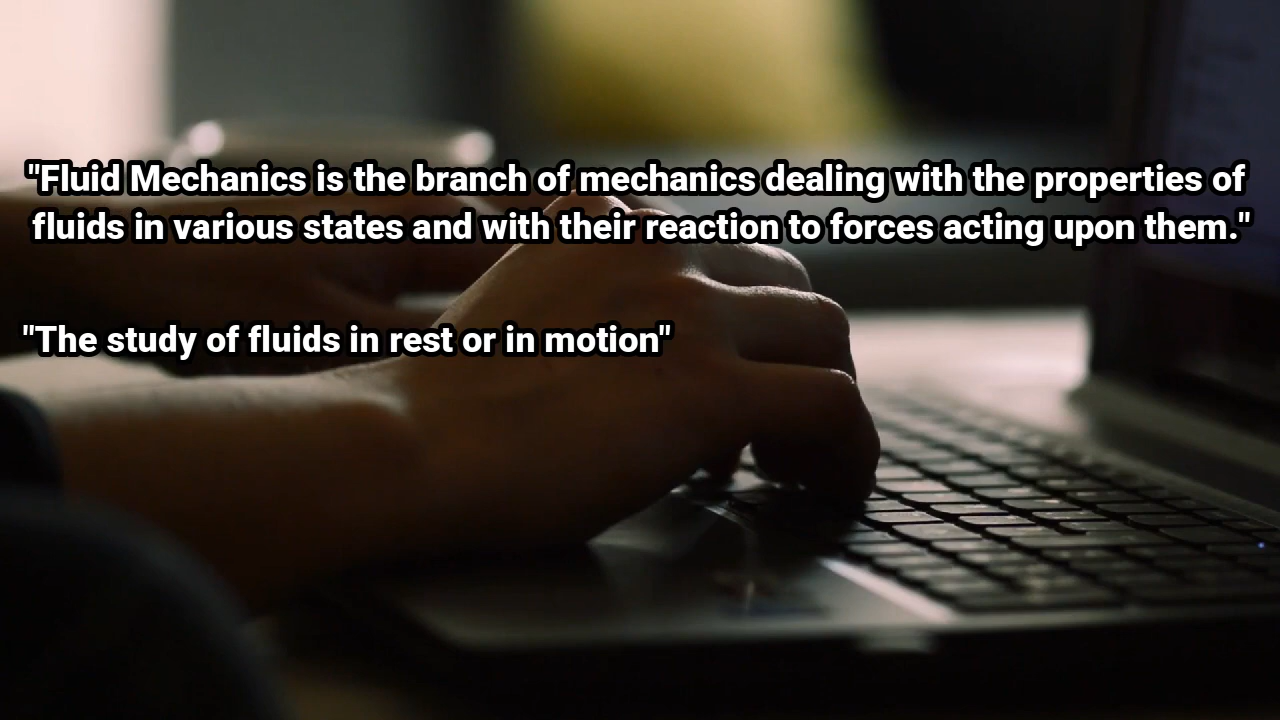 "Fluid Mechanics is the branch of mechanics dealing with the properties of
fluids in various states and with their reaction to forces acting upon them."
"The study of fluids in rest or in motion"